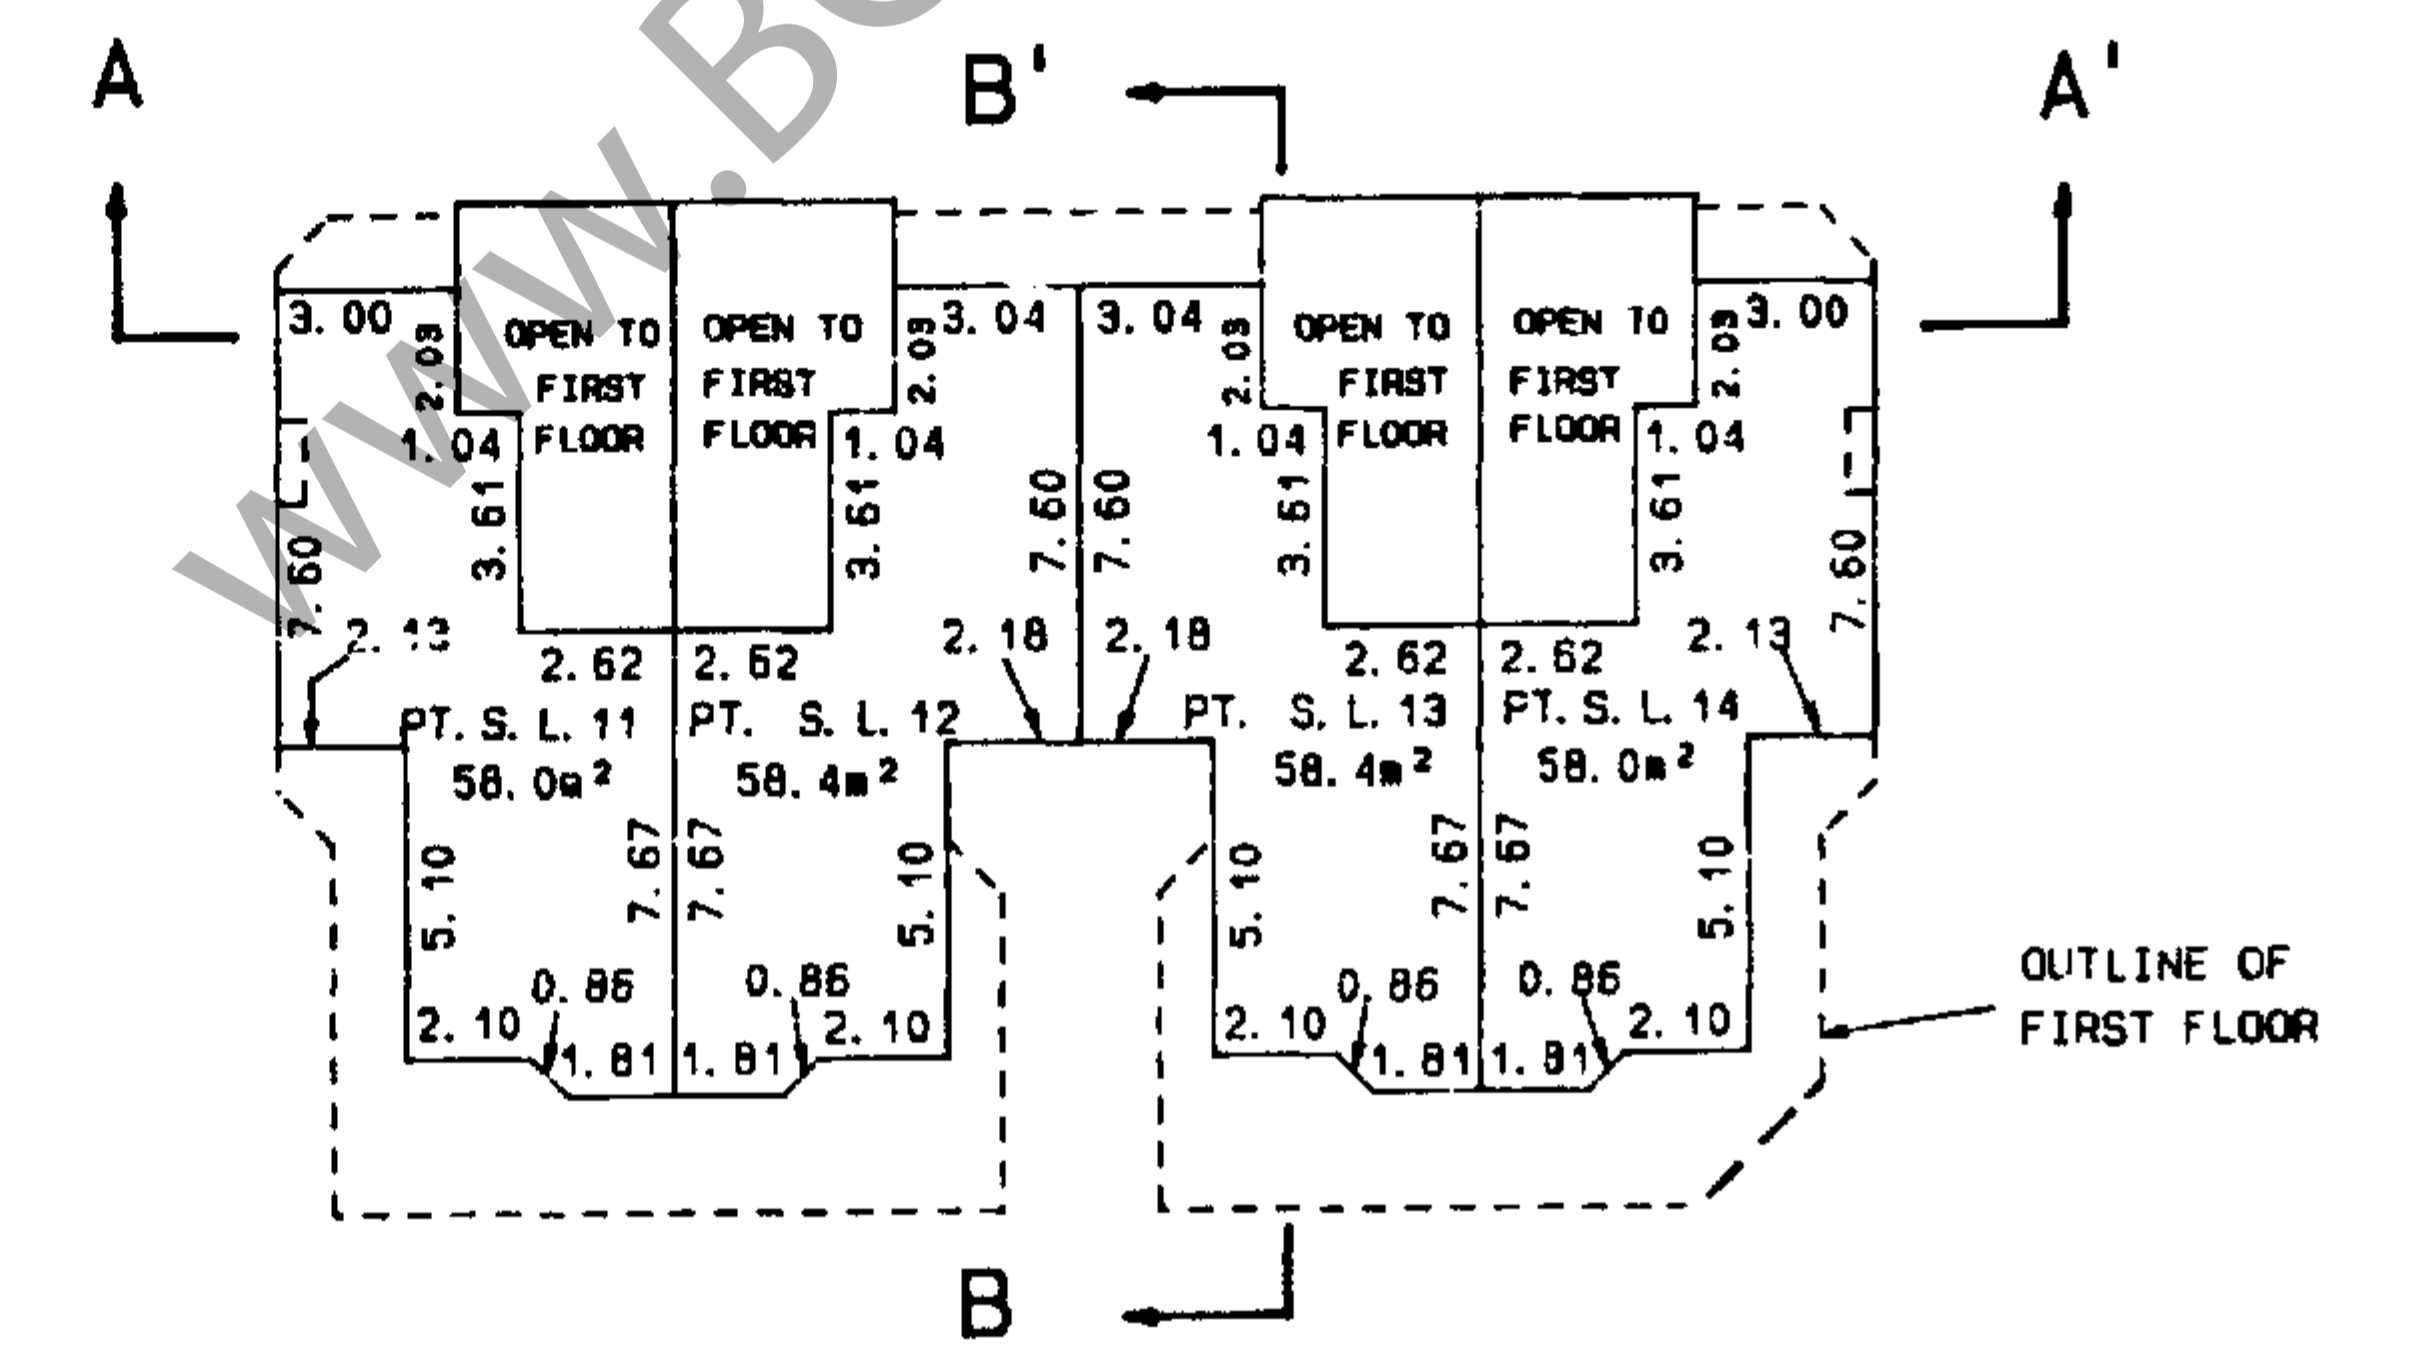 A
B'
A'
www.B
3.00
2.09
OPEN TO
FIRST
FLOOR
OPEN TO
FIRST
FLOOR
2.09
3.04
3.04
2.09
OPEN TO
FIRST
FLOOR
OPEN TO
FIRST
FLOOR
2.09
3.00
1.04
1.04
1.04
1.04
7.60
3.61
3.61
7.60
7.60
3.61
3.61
7.60
2.13
2.62
2.62
2.18
2.18
2.62
2.62
2.13
PT. S. L. 11
58.0m²
PT. S. L. 12
58.4m²
PT. S. L. 13
58.4m²
PT. S. L. 14
58.0m²
5.10
7.67
7.67
5.10
5.10
7.67
7.67
5.10
0.86
0.86
0.86
0.86
2.10
1.81
1.81
2.10
2.10
1.81
1.81
2.10
OUTLINE OF
FIRST FLOOR
B